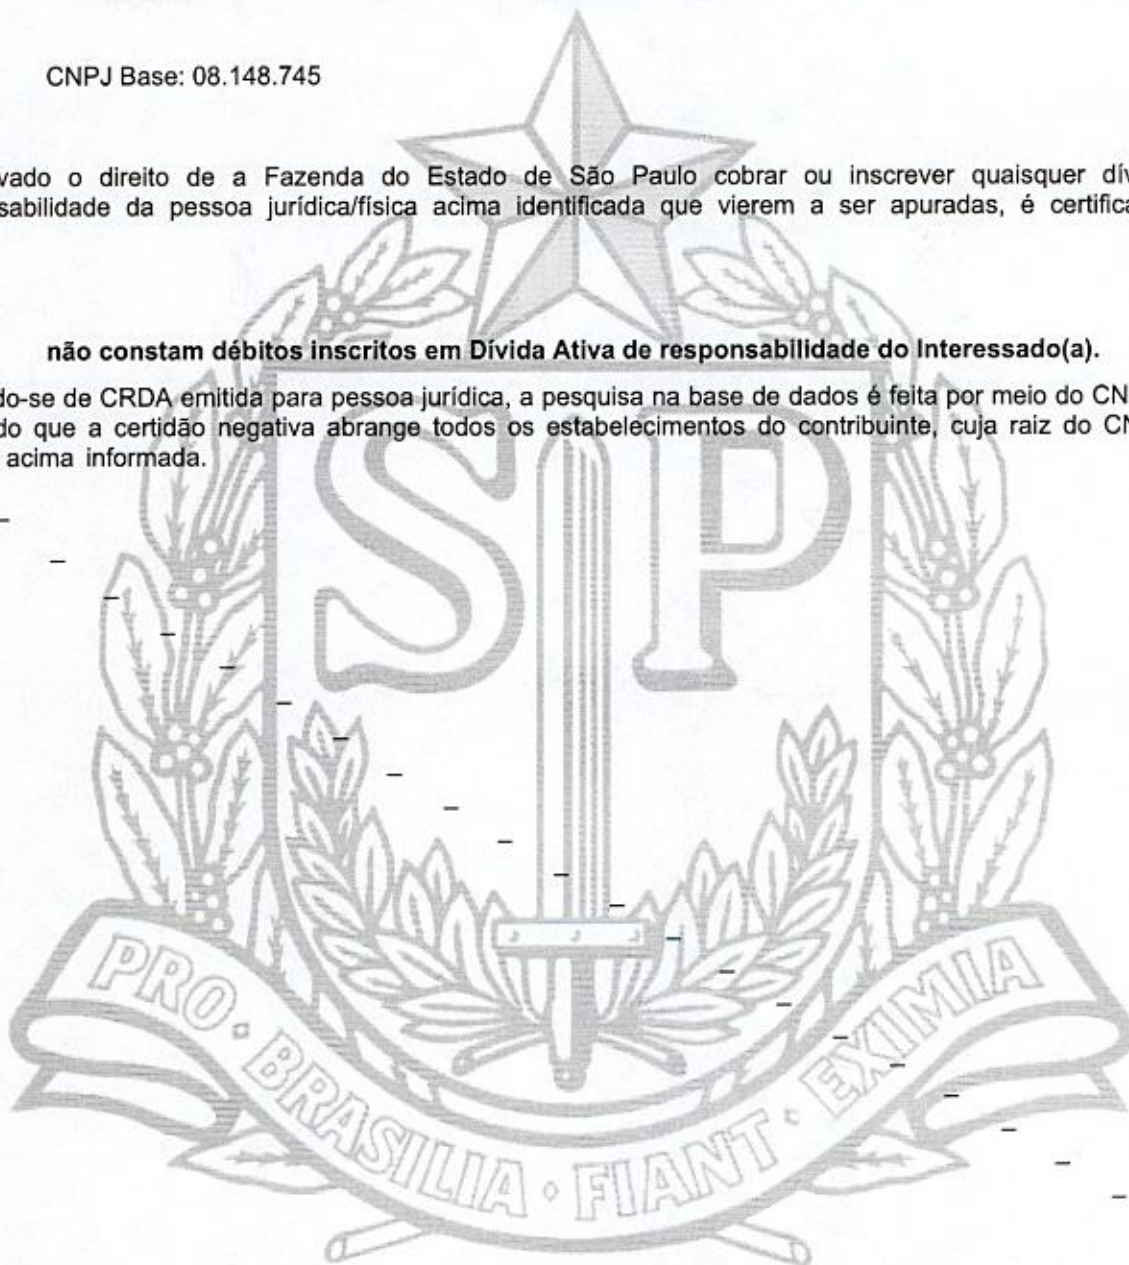 CNPJ Base: 08.148.745
vado o direito de a Fazenda do Estado de São Paulo cobrar ou inscrever quaisquer dív
sabilidade da pessoa jurídica/física acima identificada que vierem a ser apuradas, é certifica
não constam débitos inscritos em Dívida Ativa de responsabilidade do Interessado(a).
do-se de CRDA emitida para pessoa jurídica, a pesquisa na base de dados é feita por meio do CN
do que a certidão negativa abrange todos os estabelecimentos do contribuinte, cuja raiz do CN
acima informada.
SP
PRO · BRASILIA · FIANT · EXIMIA